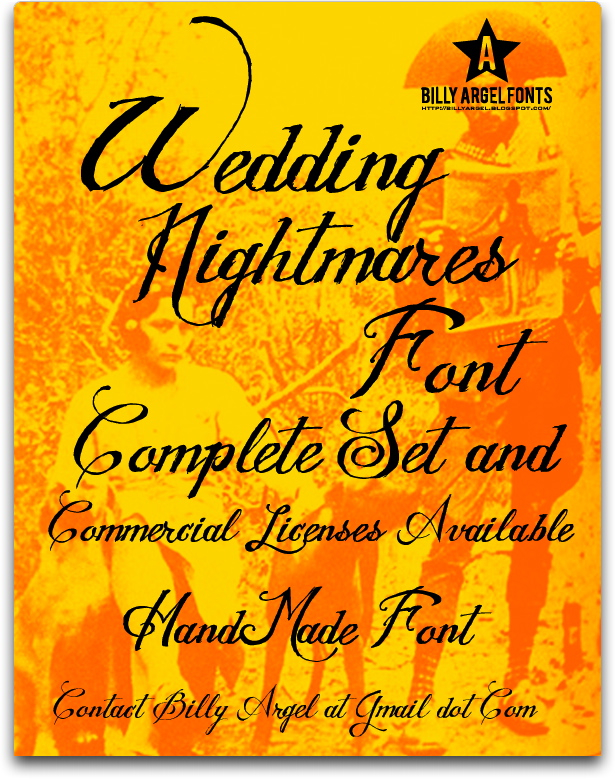 A
BILLY ARGEL FONTS
HTTP://BILLYARGEL.BLOGSPOT.COM/
Wedding
Nightmares
Font
Complete Set and
Commercial Licenses Available
HandMade Font
Contact Billy Argel at Gmail dot Com